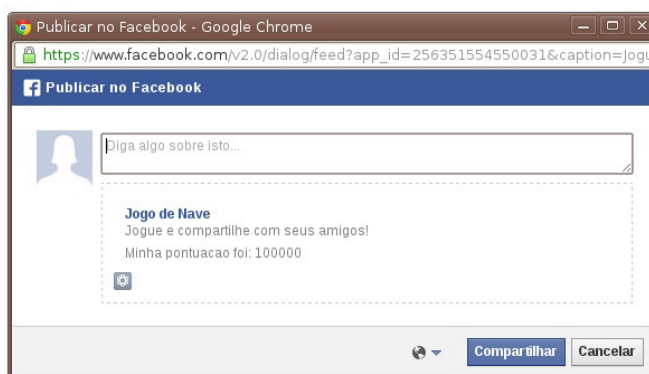 Publicar no Facebook - Google Chrome
https://www.facebook.com/v2.0/dialog/feed?app_id=256351554550031&caption=Jogu
Publicar no Facebook
Diga algo sobre isto...
Jogo de Nave
Jogue e compartilhe com seus amigos!
Minha pontuacao foi: 100000
Compartilhar Cancelar